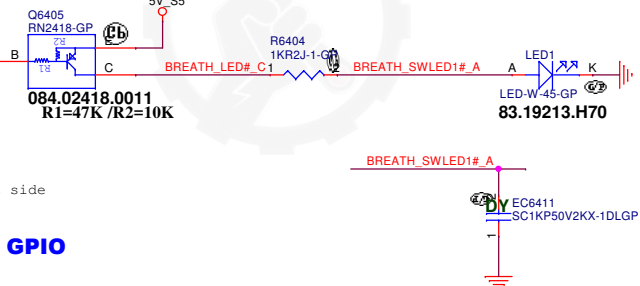 5V_S5
Q6405
RN2418-GP
E
B
R2
R1
C
BREATH_LED#_C
1
R6404
1KR2J-1-GP
2
BREATH_SWLED1#_A
A
LED1
K
LED-W-45-GP
83.19213.H70
084.02418.0011
R1=47K /R2=10K
BREATH_SWLED1#_A
side
DY
EC6411
SC1KP50V2KX-1DLGP
1
GPIO